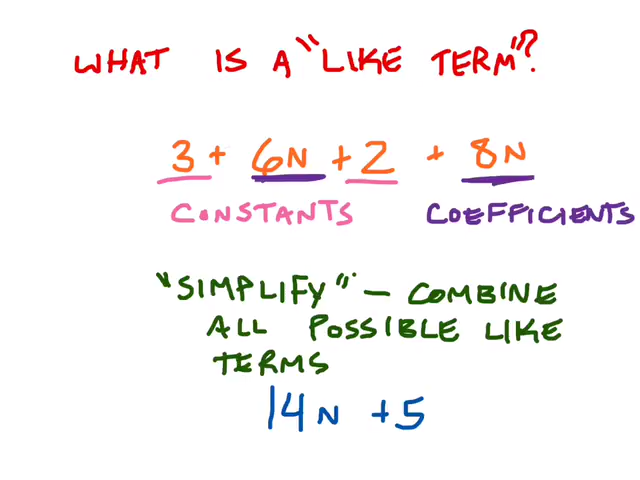 WHAT IS A "LIKE TERM"?
3 + 6N + 2 + 8N
CONSTANTS COEFFICIENTS
"SIMPLIFY" — COMBINE
ALL POSSIBLE LIKE
TERMS
14N + 5